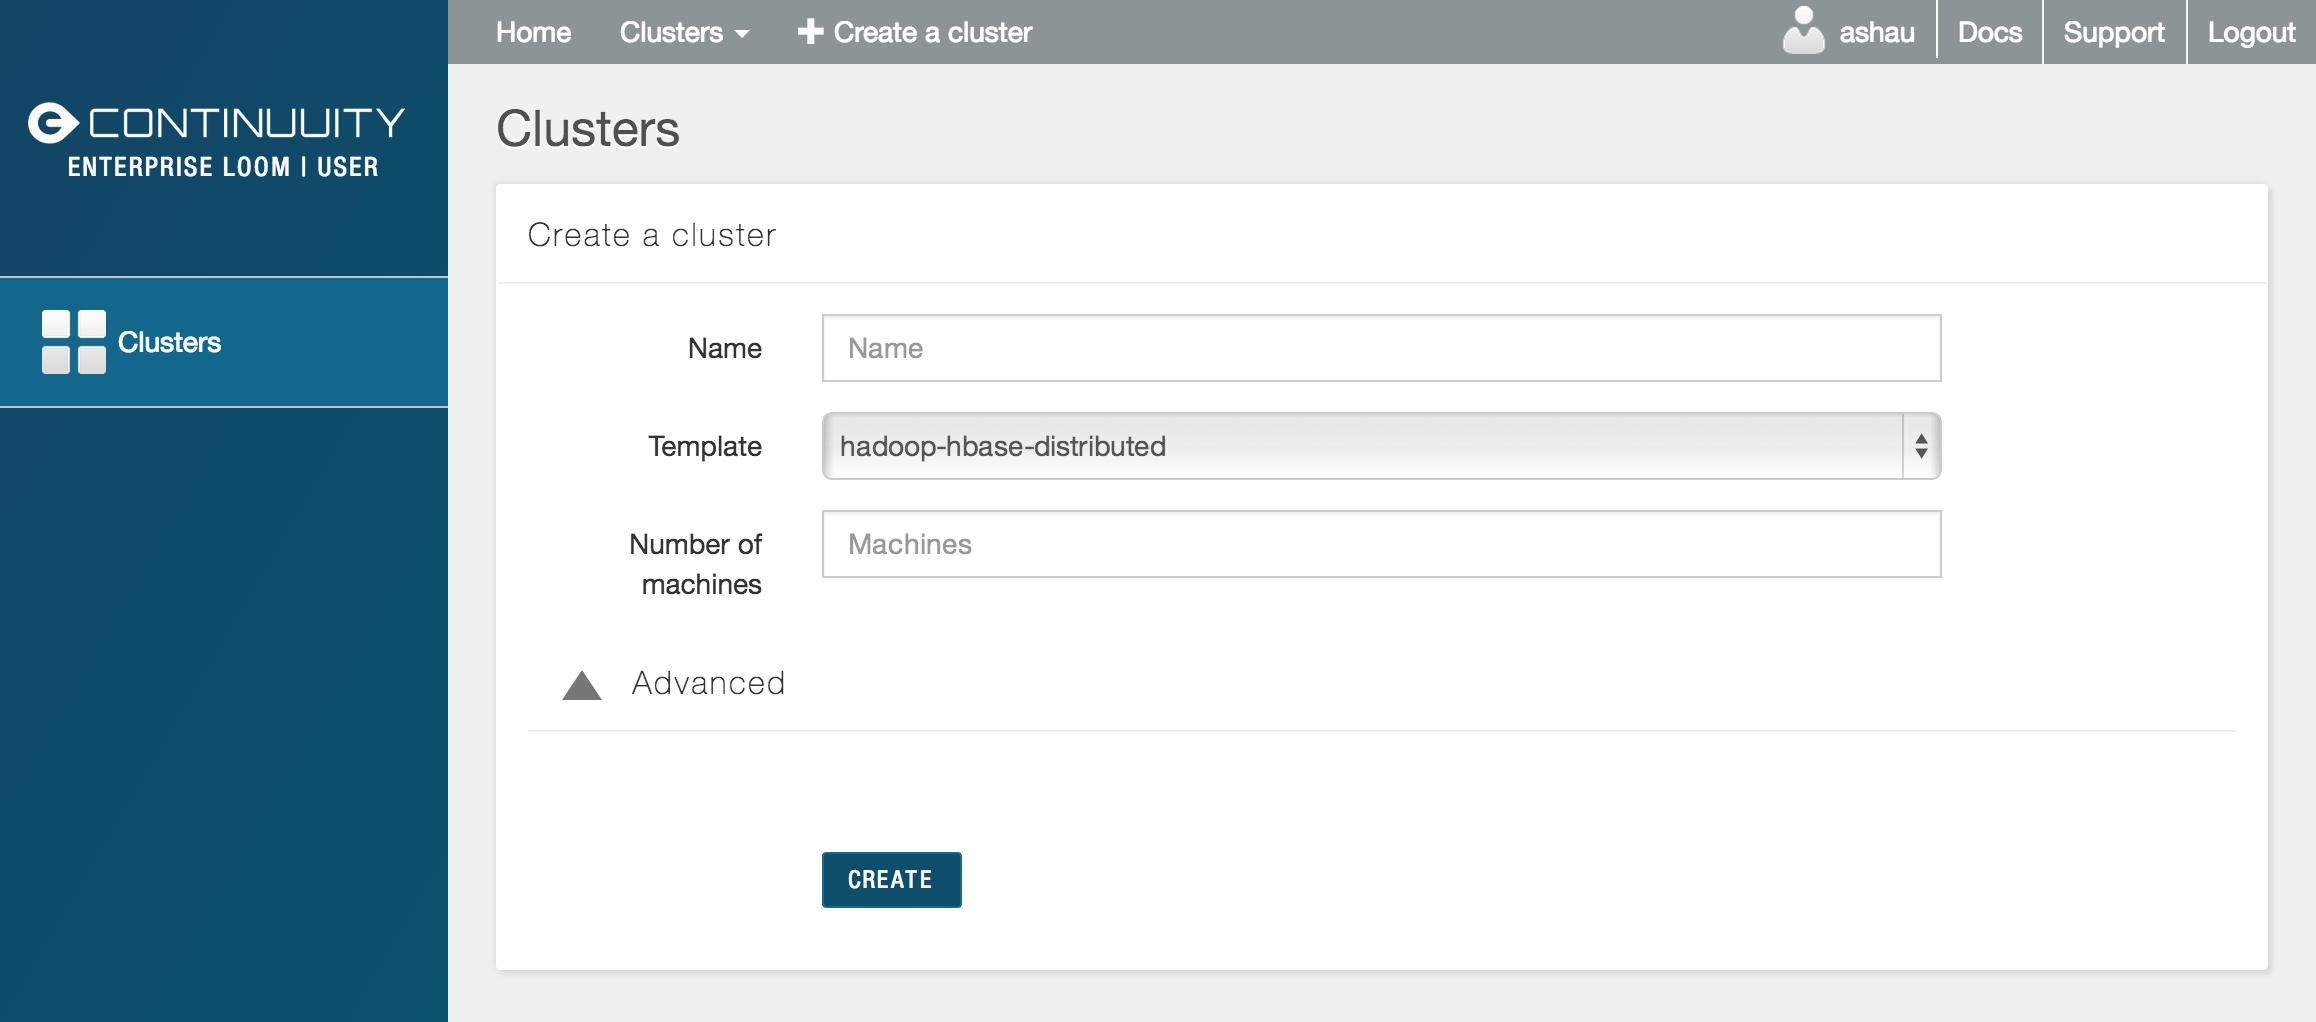 Home Clusters Create a cluster ashau Docs Support Logout
CONTINUUITY
ENTERPRISE LOOM | USER
Clusters
Clusters
Create a cluster
Name Name
Template hadoop-hbase-distributed
Number of machines Machines
Advanced
CREATE